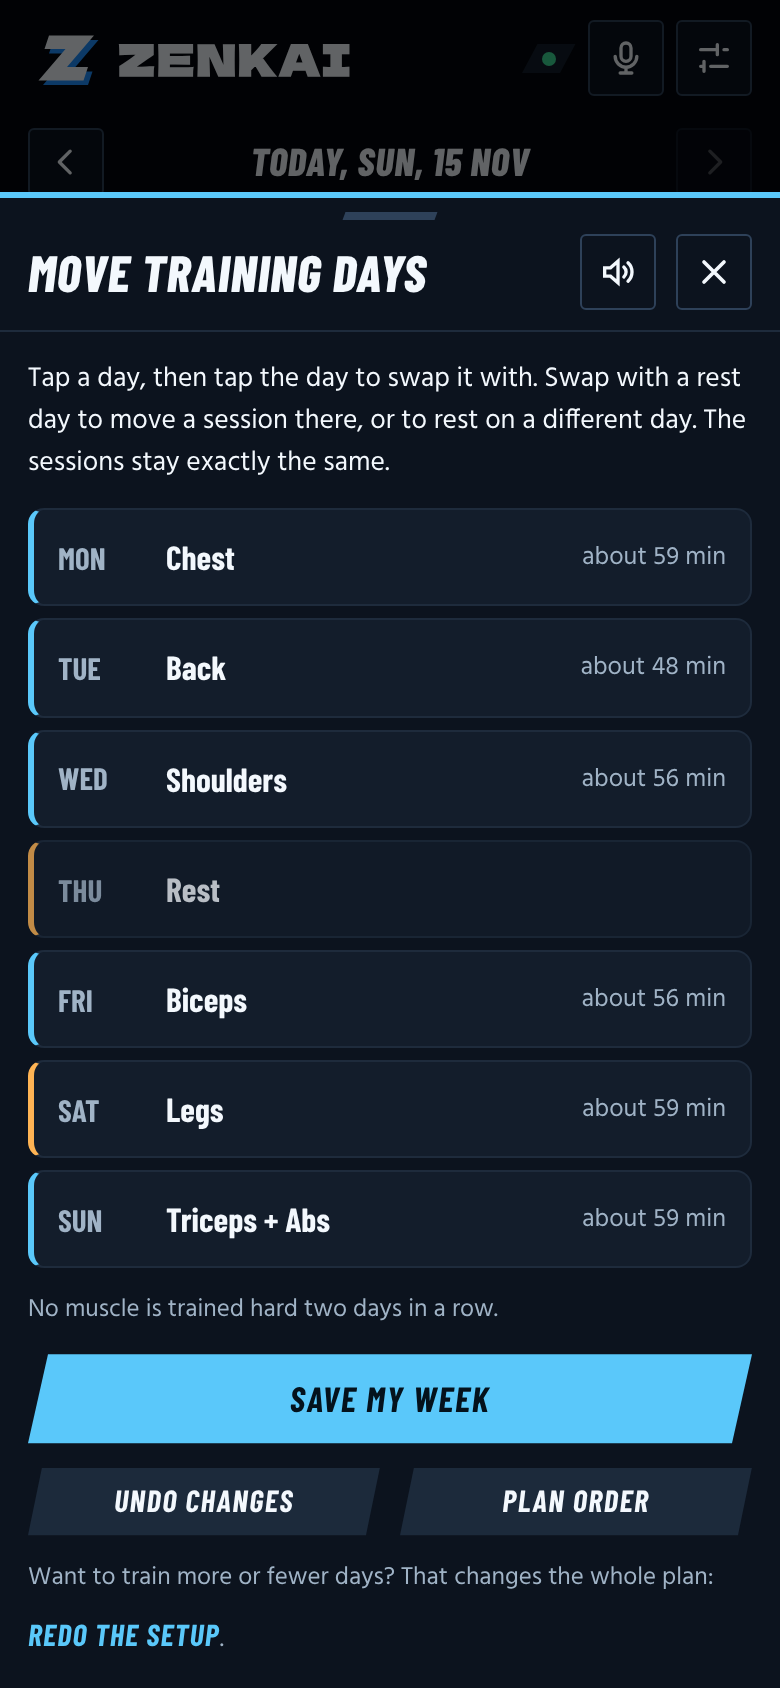 ZENKAI
TODAY, SUN, 15 NOV
MOVE TRAINING DAYS
Tap a day, then tap the day to swap it with. Swap with a rest
day to move a session there, or to rest on a different day. The
sessions stay exactly the same.
MON Chest about 59 min
TUE Back about 48 min
WED Shoulders about 56 min
THU Rest
FRI Biceps about 56 min
SAT Legs about 59 min
SUN Triceps + Abs about 59 min
No muscle is trained hard two days in a row.
SAVE MY WEEK
UNDO CHANGES PLAN ORDER
Want to train more or fewer days? That changes the whole plan:
REDO THE SETUP.